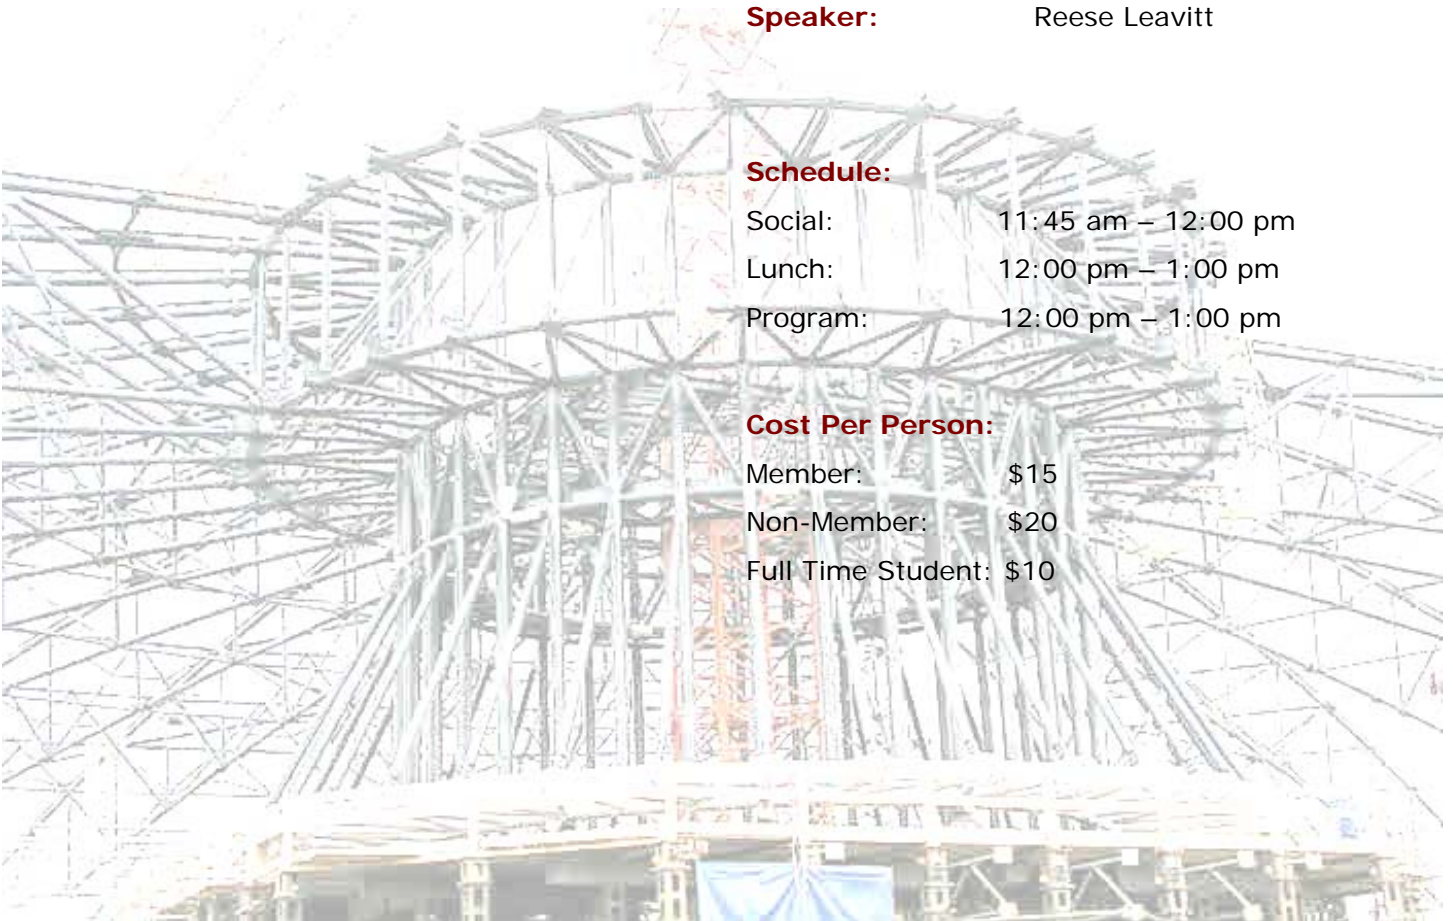 Speaker: Reese Leavitt
Schedule:
Social: 11:45 am – 12:00 pm
Lunch: 12:00 pm – 1:00 pm
Program: 12:00 pm – 1:00 pm
Cost Per Person:
Member: $15
Non-Member: $20
Full Time Student: $10